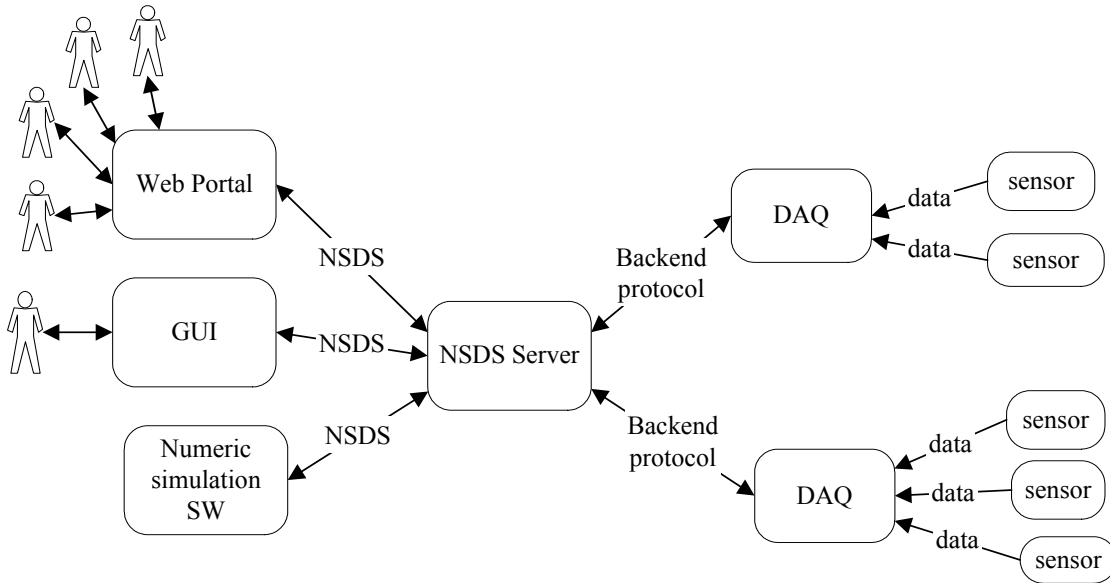 Web Portal
NSDS
GUI
NSDS
Numeric
simulation
SW
NSDS
NSDS Server
Backend
protocol
Backend
protocol
DAQ
data
sensor
data
sensor
DAQ
data
sensor
data
sensor
data
sensor